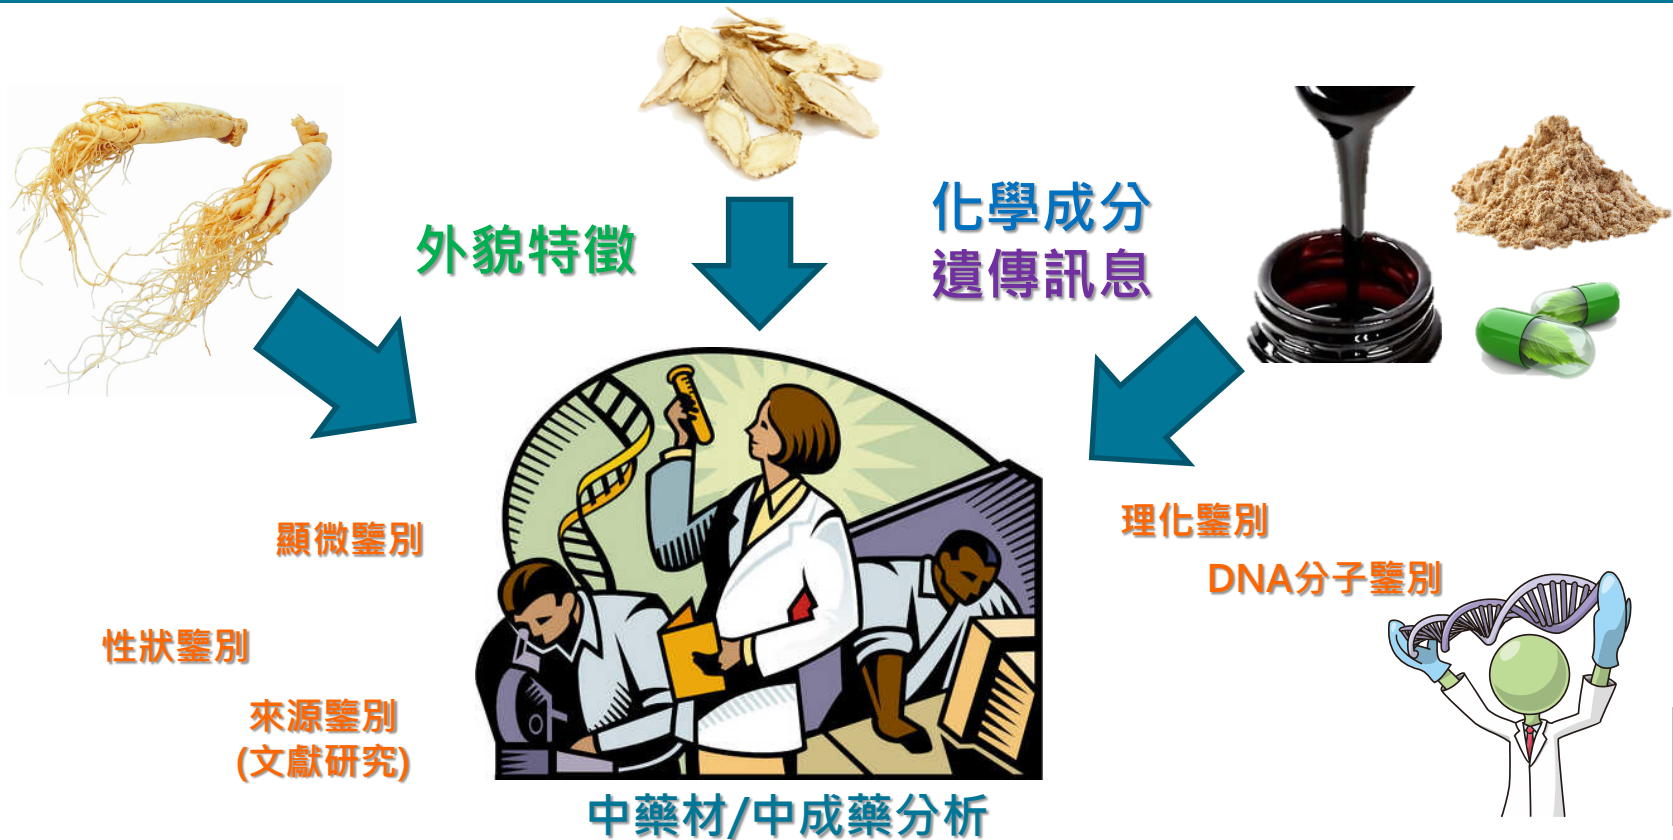 外貌特徵
化學成分
遺傳訊息
顯微鑒別
性狀鑒別
來源鑒別
(文獻研究)
理化鑒別
DNA分子鑒別
中藥材/中成藥分析